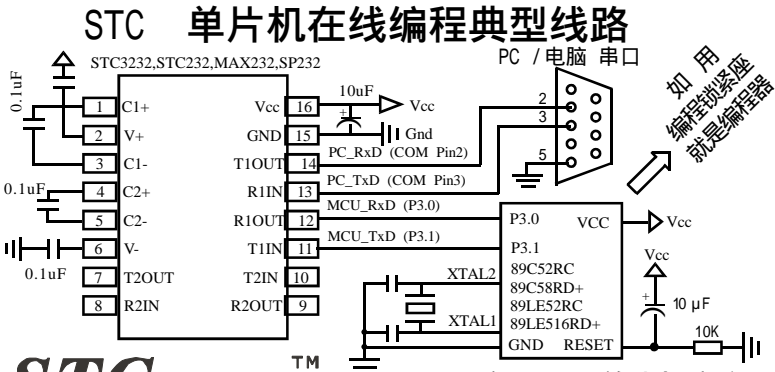 STC 单片机在线编程典型线路
STC3232,STC232,MAX232,SP232
PC /电脑 串口
如 用
编程锁紧座
就是编程器
0.1uF
1 C1+
2 V+
3 C1-
4 C2+
5 C2-
6 V-
7 T2OUT
8 R2IN
0.1uF
0.1uF
Vcc 16
GND 15
T1OUT 14
R1IN 13
R1OUT 12
T1IN 11
T2IN 10
R2OUT 9
10uF
+
Vcc
Gnd
PC_RxD (COM Pin2)
PC_TxD (COM Pin3)
MCU_RxD (P3.0)
MCU_TxD (P3.1)
2
3
5
P3.0 VCC
P3.1
89C52RC
89C58RD+
89LE52RC
89LE516RD+
GND RESET
XTAL2
XTAL1
Vcc
Vcc
+
10 μF
10K
STC
TM